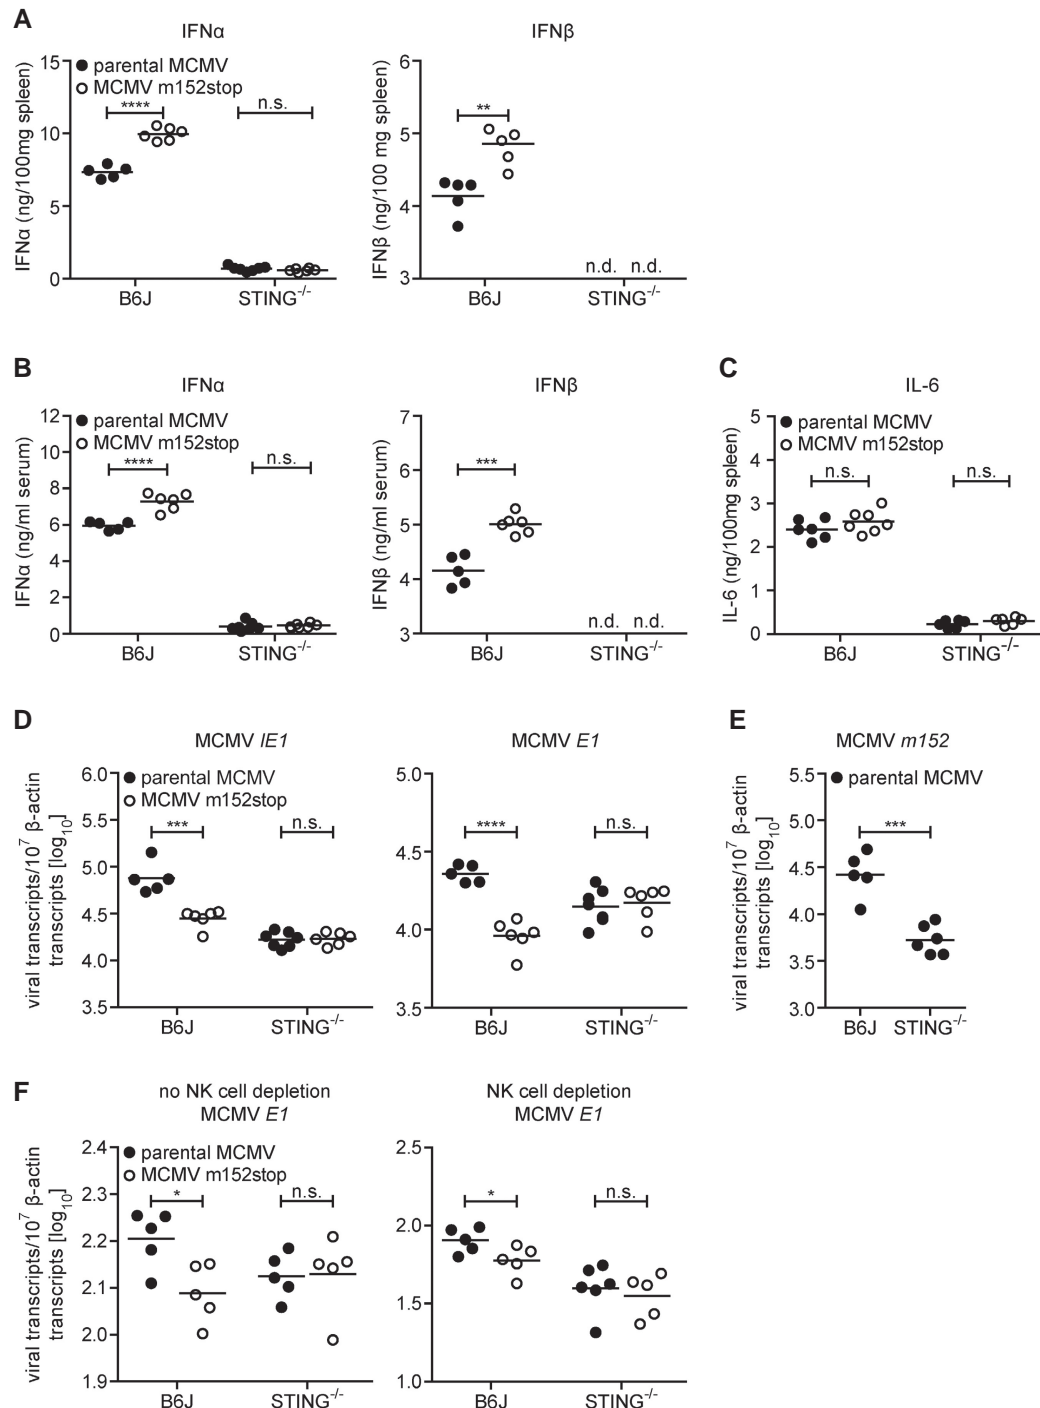 A
IFNα
IFNβ
IFNα (ng/100mg spleen)
15
10
5
0
parental MCMV
MCMV m152stop
****
n.s.
B6J
STING-/-
IFNβ (ng/100 mg spleen)
6
5
4
3
**
n.d. n.d.
B6J
STING-/-
B
IFNα
IFNβ
C
IL-6
IFNα (ng/ml serum)
12
10
8
6
4
2
0
parental MCMV
MCMV m152stop
****
n.s.
B6J
STING-/-
IFNβ (ng/ml serum)
7
6
5
4
3
***
n.d. n.d.
B6J
STING-/-
IL-6 (ng/100mg spleen)
5
4
3
2
1
0
parental MCMV
MCMV m152stop
n.s.
n.s.
B6J
STING-/-
D
MCMV IE1
MCMV E1
E
MCMV m152
viral transcripts/10^7 β-actin
transcripts [log10]
6.0
5.5
5.0
4.5
4.0
3.5
parental MCMV
MCMV m152stop
***
n.s.
B6J
STING-/-
5.0
4.5
4.0
3.5
****
n.s.
B6J
STING-/-
viral transcripts/10^7 β-actin
transcripts [log10]
5.5
5.0
4.5
4.0
3.5
3.0
parental MCMV
***
B6J
STING-/-
F
no NK cell depletion
MCMV E1
NK cell depletion
MCMV E1
viral transcripts/10^7 β-actin
transcripts [log10]
2.4
2.3
2.2
2.1
2.0
1.9
parental MCMV
MCMV m152stop
*
n.s.
B6J
STING-/-
2.5
2.0
1.5
1.0
*
n.s.
B6J
STING-/-